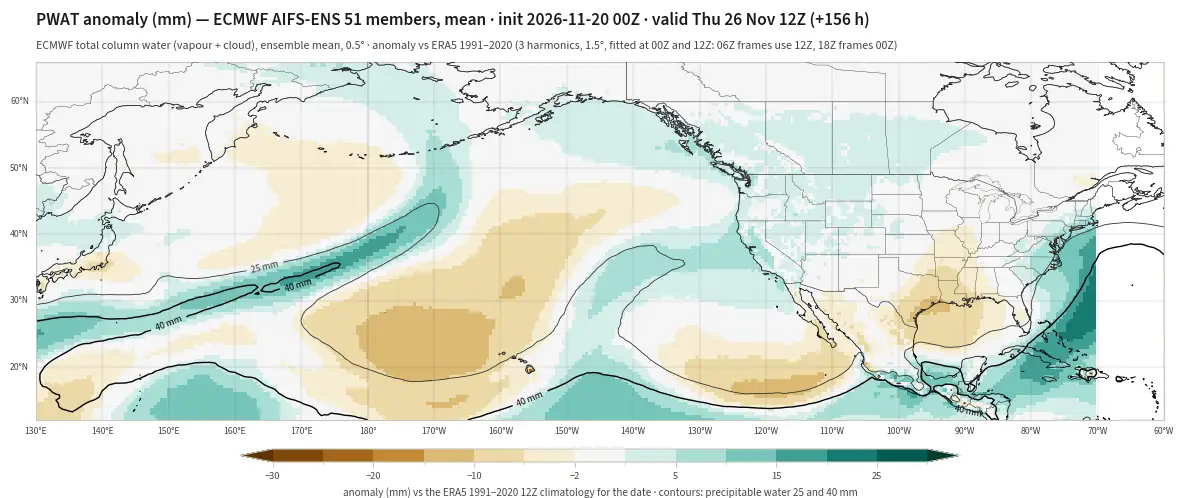 PWAT anomaly (mm) — ECMWF AIFS-ENS 51 members, mean · init 2026-11-20 00Z · valid Thu 26 Nov 12Z (+156 h)
ECMWF total column water (vapour + cloud), ensemble mean, 0.5° · anomaly vs ERA5 1991–2020 (3 harmonics, 1.5°, fitted at 00Z and 12Z: 06Z frames use 12Z, 18Z frames 00Z)
60°N
50°N
40°N
30°N
20°N
25 mm
40 mm
40 mm
40 mm
40 mm
130°E 140°E 150°E 160°E 170°E 180° 170°W 160°W 150°W 140°W 130°W 120°W 110°W 100°W 90°W 80°W 70°W 60°W
−30 −20 −10 −2 5 15 25
anomaly (mm) vs the ERA5 1991–2020 12Z climatology for the date · contours: precipitable water 25 and 40 mm